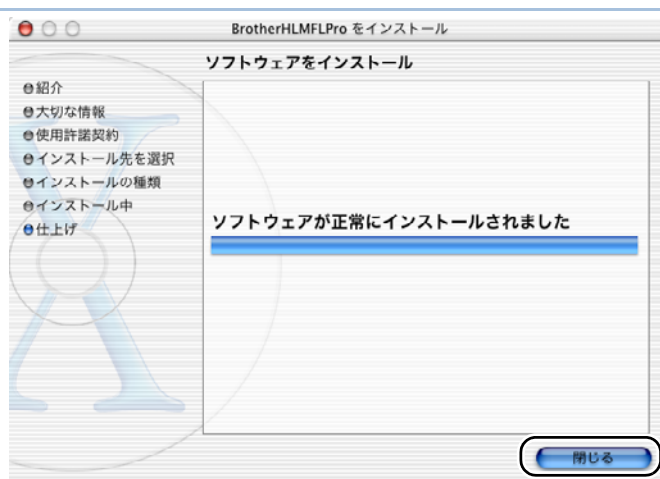 BrotherHLMFLPro をインストール
ソフトウェアをインストール
紹介
大切な情報
使用許諾契約
インストール先を選択
インストールの種類
インストール中
仕上げ
ソフトウェアが正常にインストールされました
閉じる